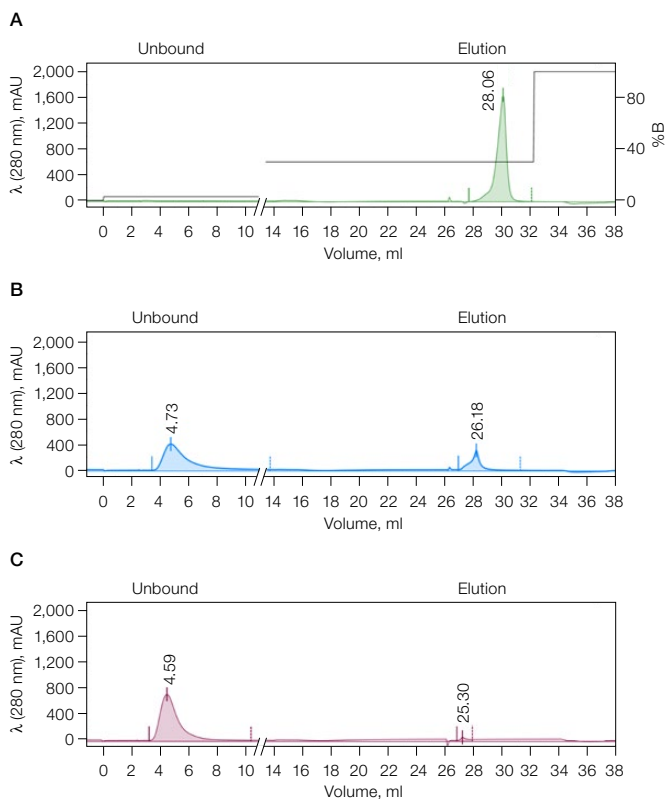 A
Unbound Elution
λ (280 nm), mAU
2,000
1,600
1,200
800
400
0
28.06
80
40
0
%B
0 2 4 6 8 10 14 16 18 20 22 24 26 28 30 32 34 36 38
Volume, ml
B
Unbound Elution
λ (280 nm), mAU
2,000
1,600
1,200
800
400
0
4.73
26.18
0 2 4 6 8 10 14 16 18 20 22 24 26 28 30 32 34 36 38
Volume, ml
C
Unbound Elution
λ (280 nm), mAU
2,000
1,600
1,200
800
400
0
4.59
25.30
0 2 4 6 8 10 14 16 18 20 22 24 26 28 30 32 34 36 38
Volume, ml